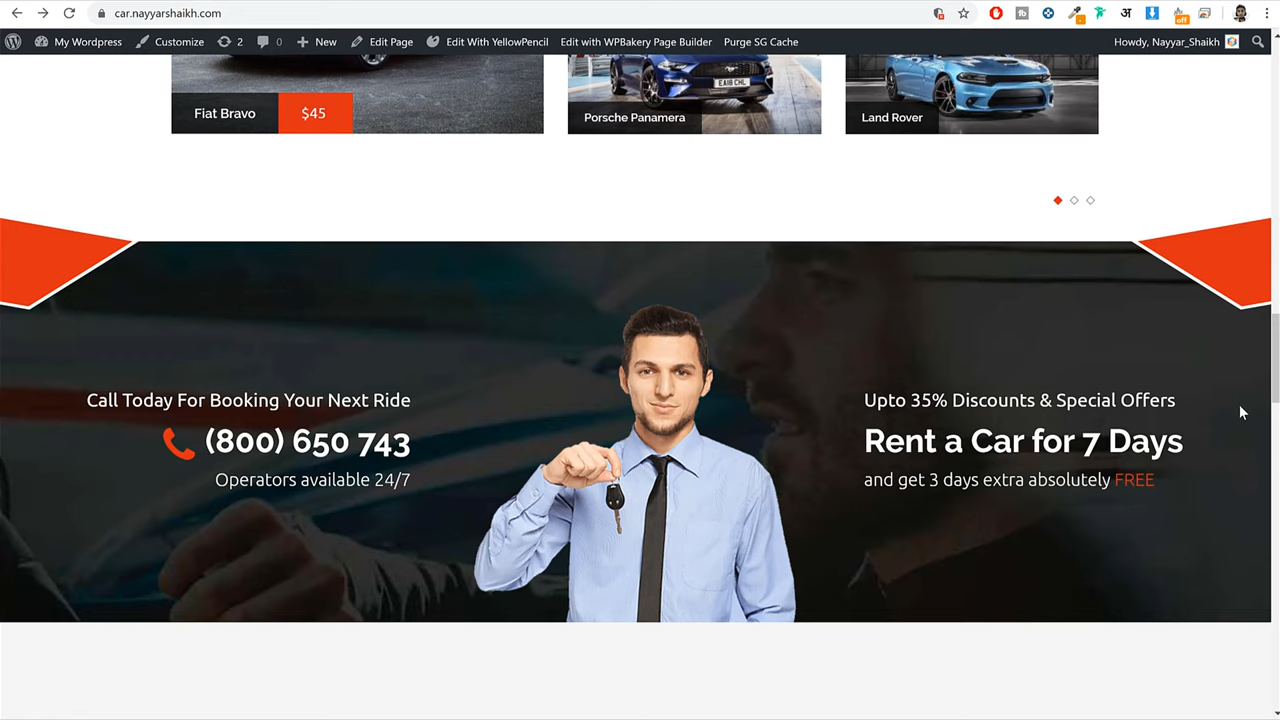 car.nayyarshaikh.com
अ
off
My Wordpress
Customize
2
0
New
Edit Page
Edit With YellowPencil
Edit with WPBakery Page Builder
Purge SG Cache
Howdy, Nayyar_Shaikh
Fiat Bravo
$45
EA18 CHL
Porsche Panamera
Land Rover
Call Today For Booking Your Next Ride
(800) 650 743
Operators available 24/7
Upto 35% Discounts & Special Offers
Rent a Car for 7 Days
and get 3 days extra absolutely FREE